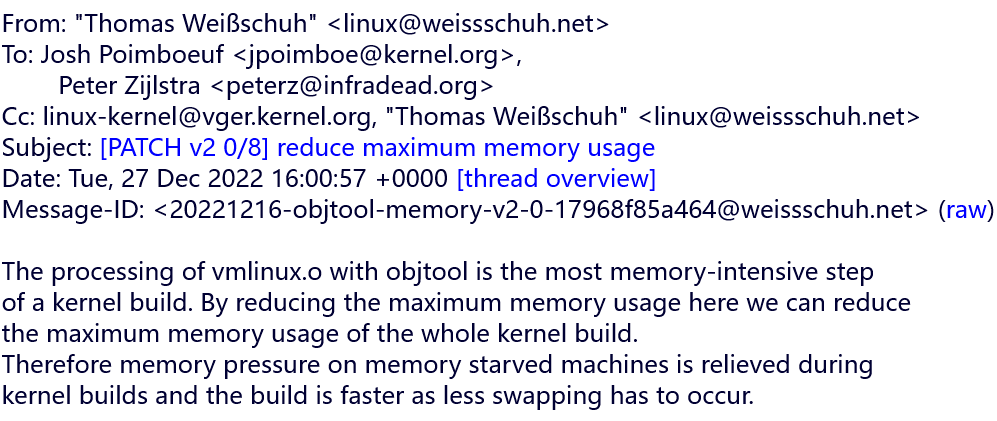 From: "Thomas Weißschuh" <linux@weissschuh.net>
To: Josh Poimboeuf <jpoimboe@kernel.org>,
Peter Zijlstra <peterz@infradead.org>
Cc: linux-kernel@vger.kernel.org, "Thomas Weißschuh" <linux@weissschuh.net>
Subject: [PATCH v2 0/8] reduce maximum memory usage
Date: Tue, 27 Dec 2022 16:00:57 +0000 [thread overview]
Message-ID: <20221216-objtool-memory-v2-0-17968f85a464@weissschuh.net> (raw)

The processing of vmlinux.o with objtool is the most memory-intensive step
of a kernel build. By reducing the maximum memory usage here we can reduce
the maximum memory usage of the whole kernel build.
Therefore memory pressure on memory starved machines is relieved during
kernel builds and the build is faster as less swapping has to occur.